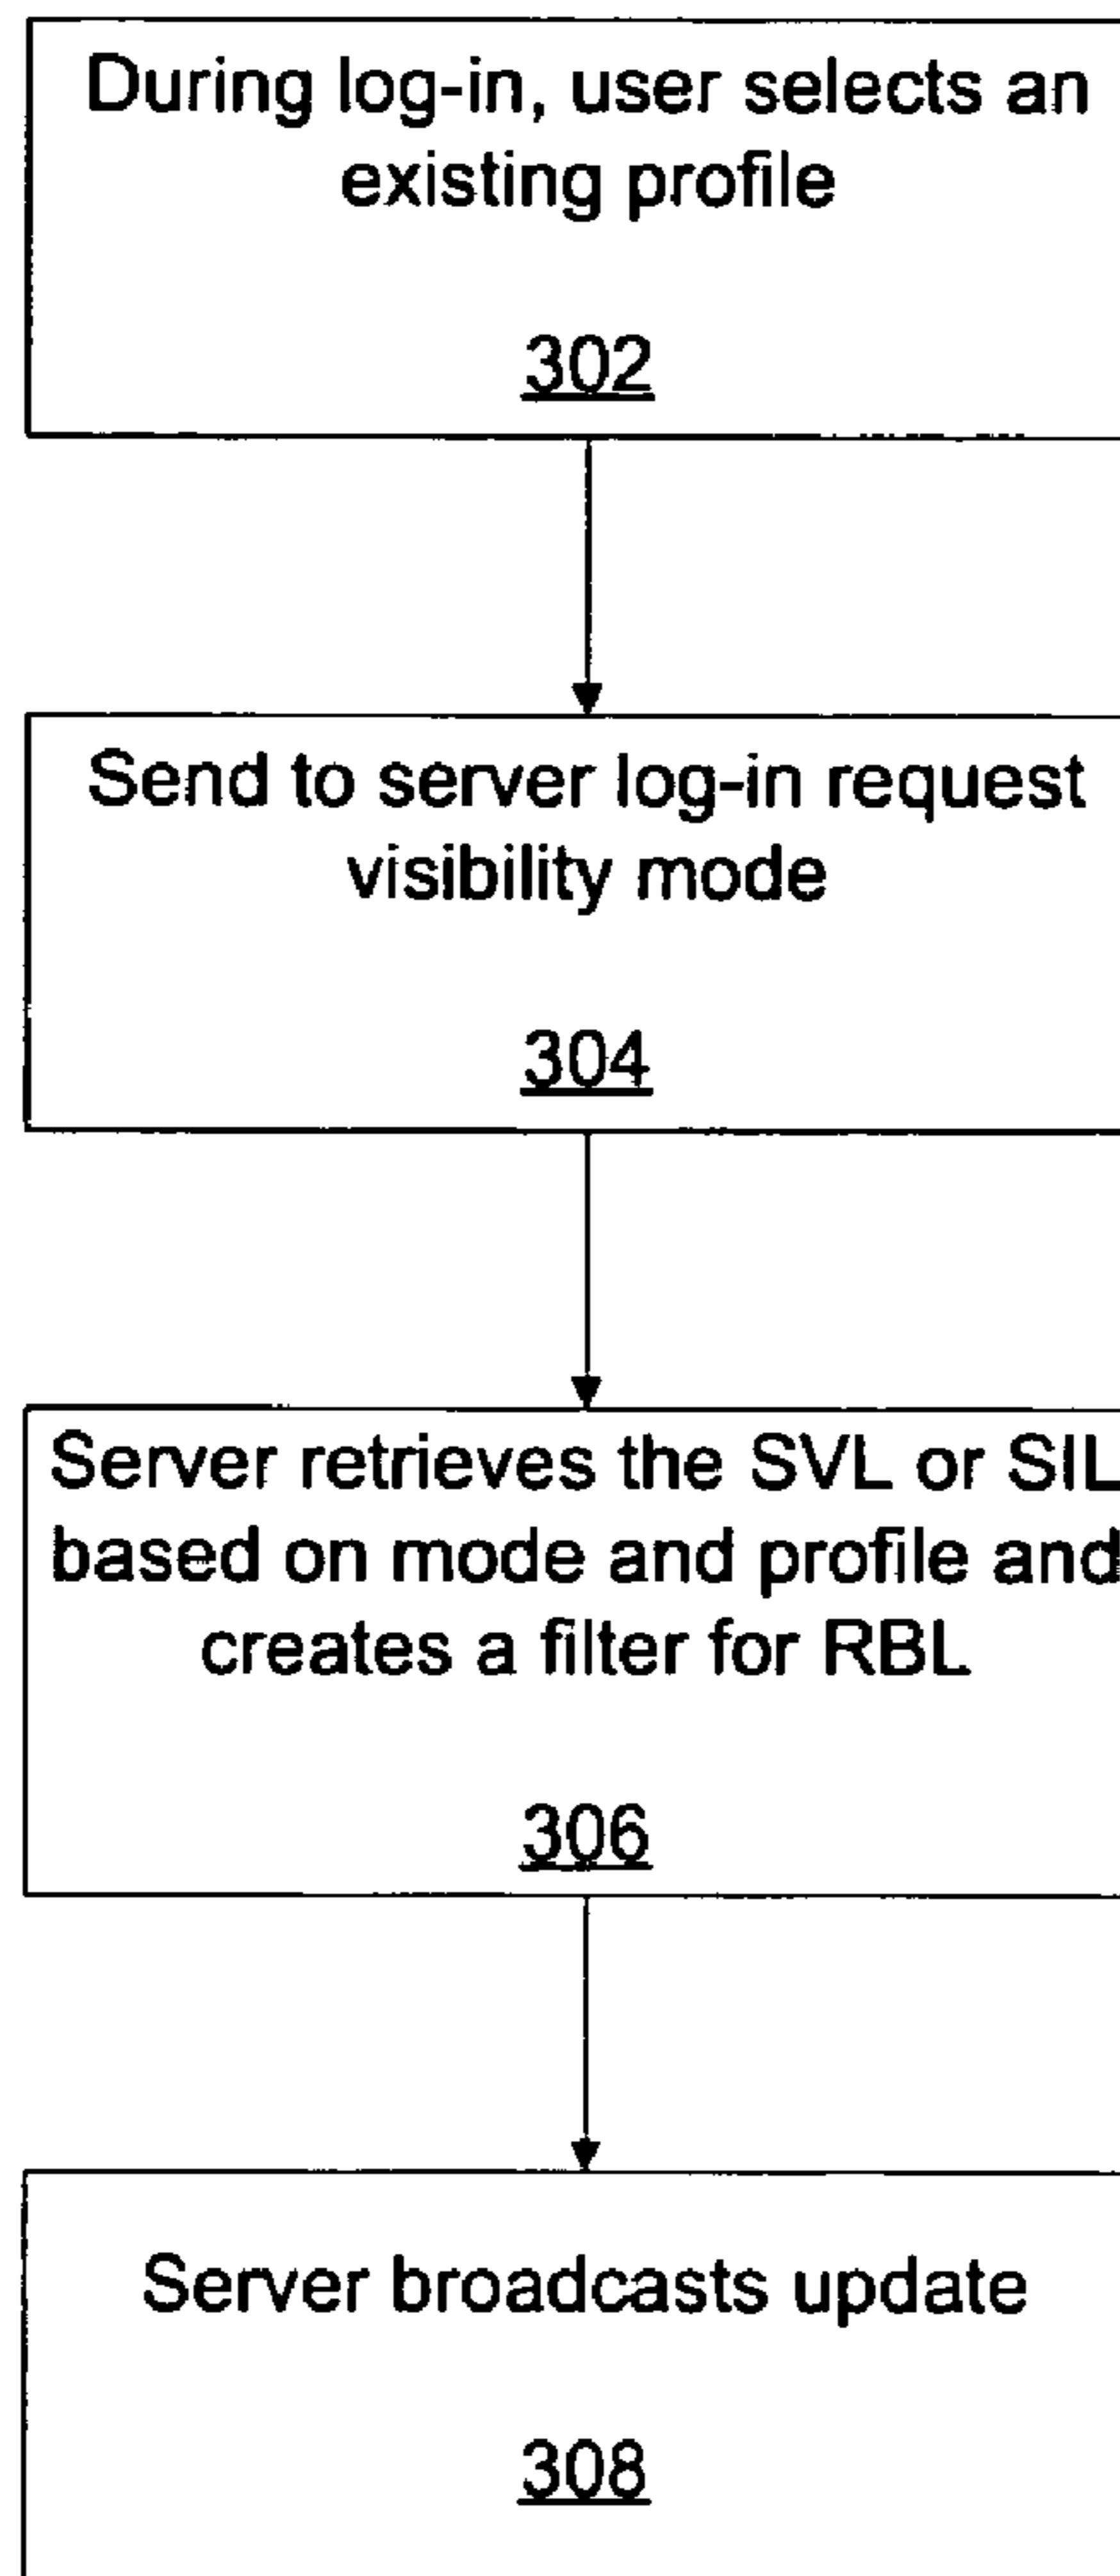 During log-in, user selects an
existing profile
302
Send to server log-in request
visibility mode
304
Server retrieves the SVL or SIL
based on mode and profile and
creates a filter for RBL
306
Server broadcasts update
308